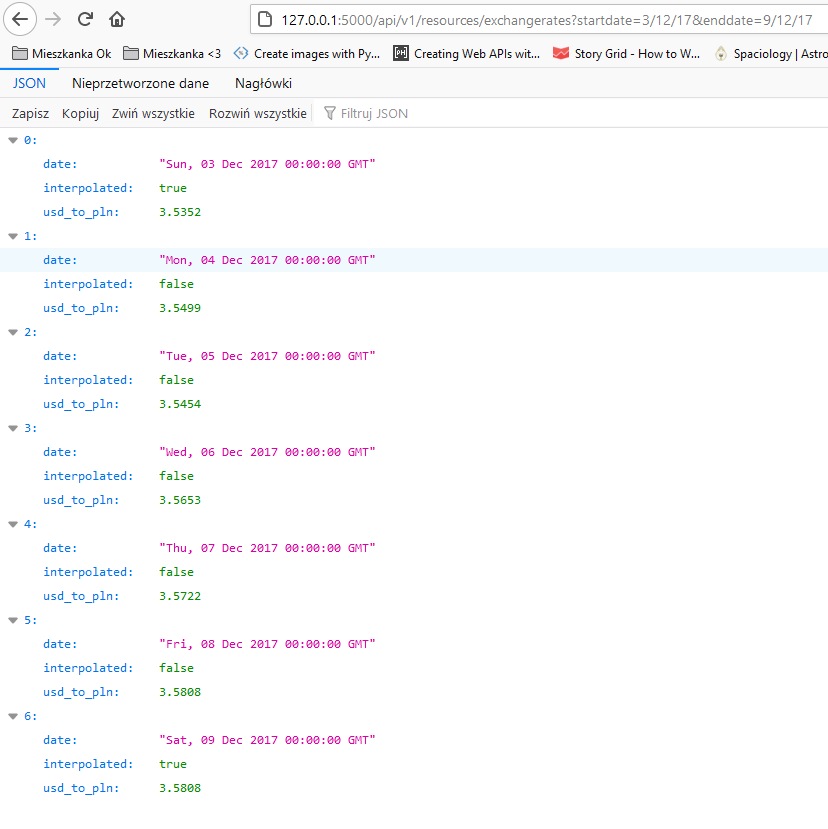 127.0.0.1:5000/api/v1/resources/exchangerates?startdate=3/12/17&enddate=9/12/17
Mieszkanka Ok Mieszkanka <3 Create images with Py... PH Creating Web APIs wit... Story Grid - How to W... Spaciology | Astro
JSON Nieprzetworzone dane Nagłówki
Zapisz Kopiuj Zwiń wszystkie Rozwiń wszystkie Filtruj JSON
0:
date: "Sun, 03 Dec 2017 00:00:00 GMT"
interpolated: true
usd_to_pln: 3.5352
1:
date: "Mon, 04 Dec 2017 00:00:00 GMT"
interpolated: false
usd_to_pln: 3.5499
2:
date: "Tue, 05 Dec 2017 00:00:00 GMT"
interpolated: false
usd_to_pln: 3.5454
3:
date: "Wed, 06 Dec 2017 00:00:00 GMT"
interpolated: false
usd_to_pln: 3.5653
4:
date: "Thu, 07 Dec 2017 00:00:00 GMT"
interpolated: false
usd_to_pln: 3.5722
5:
date: "Fri, 08 Dec 2017 00:00:00 GMT"
interpolated: false
usd_to_pln: 3.5808
6:
date: "Sat, 09 Dec 2017 00:00:00 GMT"
interpolated: true
usd_to_pln: 3.5808